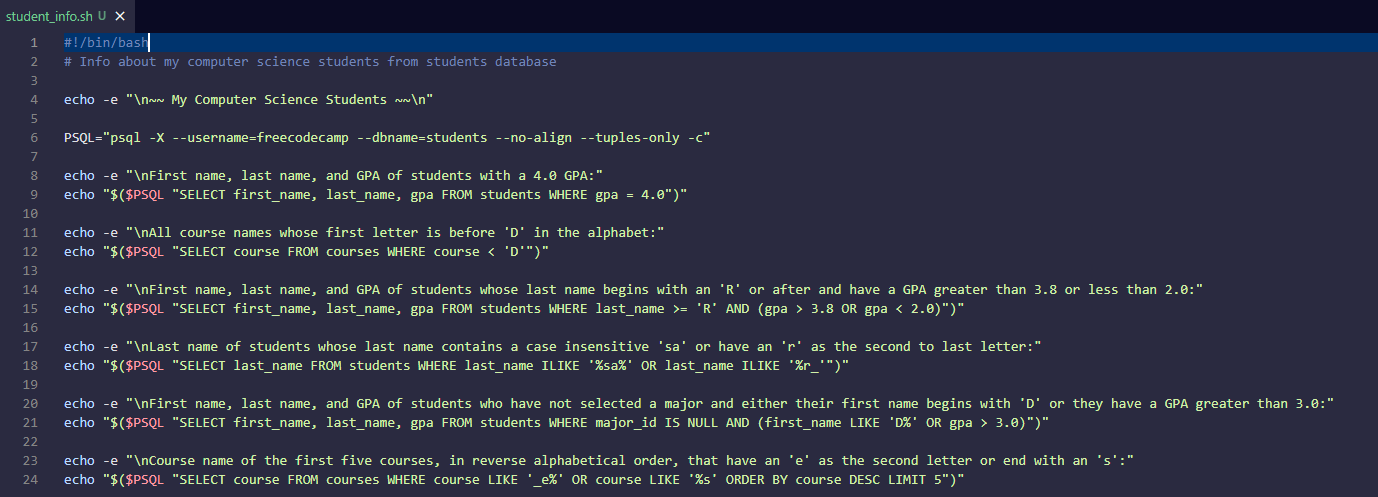 student_info.sh U ×
1 #!/bin/bash
2 # Info about my computer science students from students database
3
4 echo -e "\n~~ My Computer Science Students ~~\n"
5
6 PSQL="psql -X --username=freecodecamp --dbname=students --no-align --tuples-only -c"
7
8 echo -e "\nFirst name, last name, and GPA of students with a 4.0 GPA:"
9 echo "$($PSQL "SELECT first_name, last_name, gpa FROM students WHERE gpa = 4.0")"
10
11 echo -e "\nAll course names whose first letter is before 'D' in the alphabet:"
12 echo "$($PSQL "SELECT course FROM courses WHERE course < 'D'")"
13
14 echo -e "\nFirst name, last name, and GPA of students whose last name begins with an 'R' or after and have a GPA greater than 3.8 or less than 2.0:"
15 echo "$($PSQL "SELECT first_name, last_name, gpa FROM students WHERE last_name >= 'R' AND (gpa > 3.8 OR gpa < 2.0)")"
16
17 echo -e "\nLast name of students whose last name contains a case insensitive 'sa' or have an 'r' as the second to last letter:"
18 echo "$($PSQL "SELECT last_name FROM students WHERE last_name ILIKE '%sa%' OR last_name ILIKE '%r_'")"
19
20 echo -e "\nFirst name, last name, and GPA of students who have not selected a major and either their first name begins with 'D' or they have a GPA greater than 3.0:"
21 echo "$($PSQL "SELECT first_name, last_name, gpa FROM students WHERE major_id IS NULL AND (first_name LIKE 'D%' OR gpa > 3.0)")"
22
23 echo -e "\nCourse name of the first five courses, in reverse alphabetical order, that have an 'e' as the second letter or end with an 's':"
24 echo "$($PSQL "SELECT course FROM courses WHERE course LIKE '_e%' OR course LIKE '%s' ORDER BY course DESC LIMIT 5")"